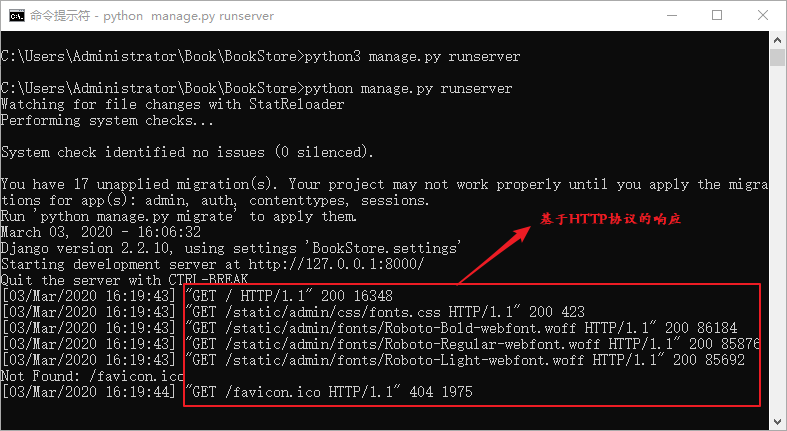 命令提示符 - python  manage.py runserver
C:\Users\Administrator\Book\BookStore>python3 manage.py runserver
C:\Users\Administrator\Book\BookStore>python manage.py runserver
Watching for file changes with StatReloader
Performing system checks...
System check identified no issues (0 silenced).
You have 17 unapplied migration(s). Your project may not work properly until you apply the migra
tions for app(s): admin, auth, contenttypes, sessions.
Run 'python manage.py migrate' to apply them.
March 03, 2020 - 16:06:32
Django version 2.2.10, using settings 'BookStore.settings'
Starting development server at http://127.0.0.1:8000/
Quit the server with CTRL-BREAK
基于HTTP协议的响应
[03/Mar/2020 16:19:43] "GET / HTTP/1.1" 200 16348
[03/Mar/2020 16:19:43] "GET /static/admin/css/fonts.css HTTP/1.1" 200 423
[03/Mar/2020 16:19:43] "GET /static/admin/fonts/Roboto-Bold-webfont.woff HTTP/1.1" 200 86184
[03/Mar/2020 16:19:43] "GET /static/admin/fonts/Roboto-Regular-webfont.woff HTTP/1.1" 200 85876
[03/Mar/2020 16:19:43] "GET /static/admin/fonts/Roboto-Light-webfont.woff HTTP/1.1" 200 85692
Not Found: /favicon.ico
[03/Mar/2020 16:19:44] "GET /favicon.ico HTTP/1.1" 404 1975